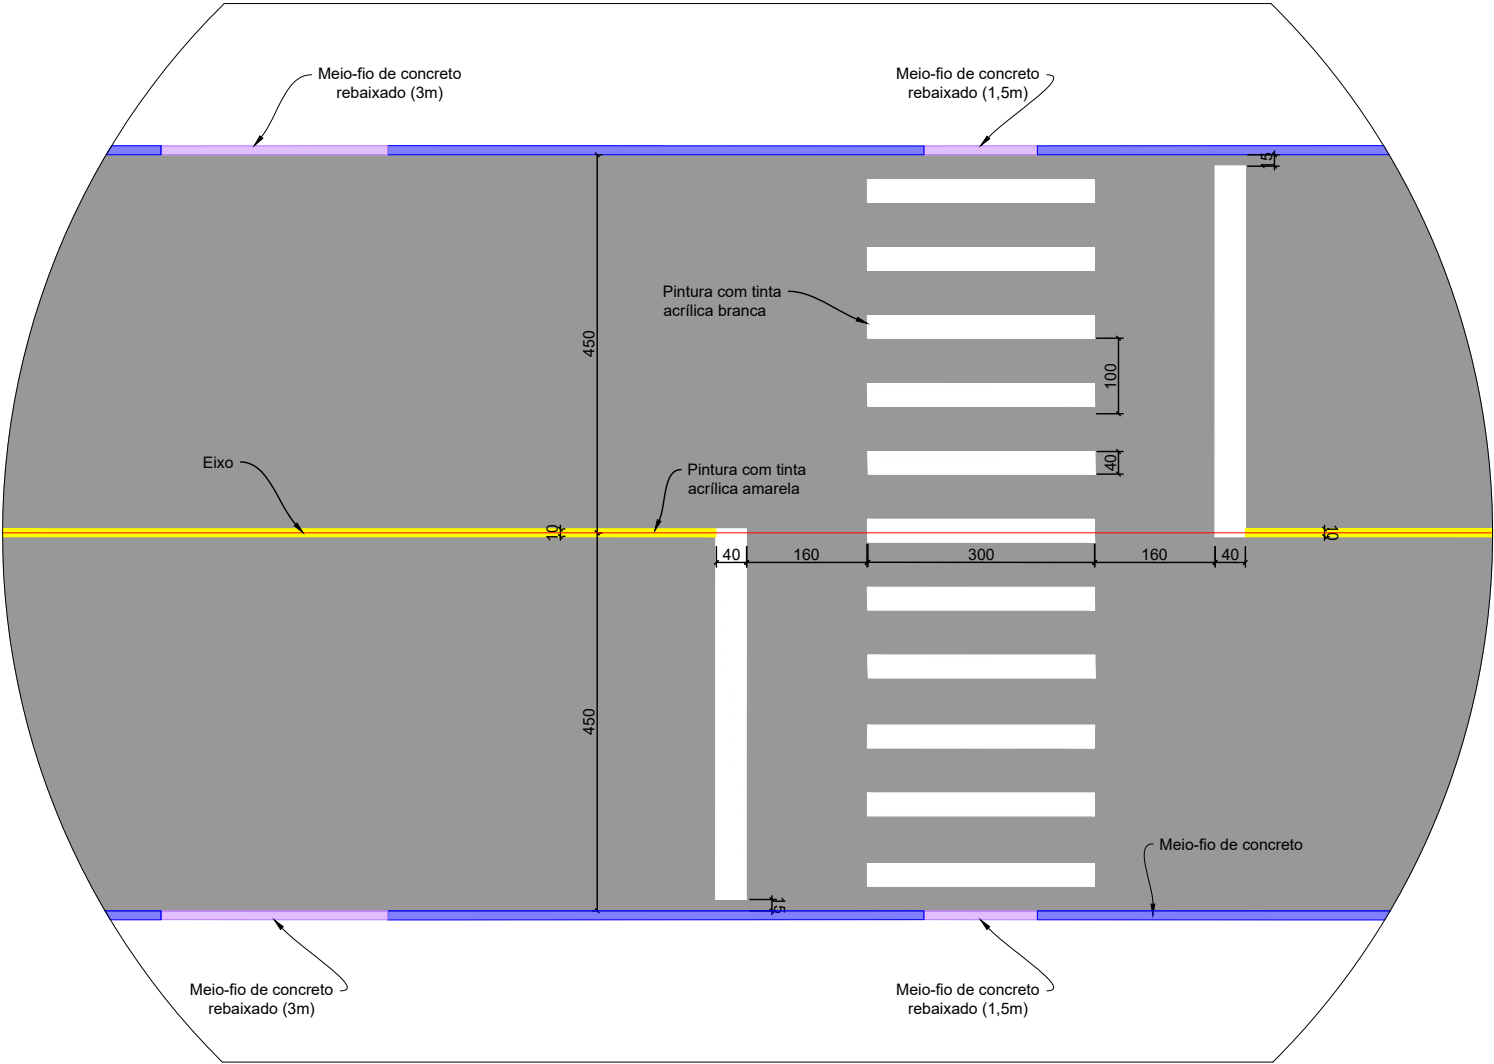 Meio-fio de concreto
rebaixado (3m)
Meio-fio de concreto
rebaixado (1,5m)
15
Pintura com tinta
acrílica branca
450
100
Eixo
Pintura com tinta
acrílica amarela
40
10
10
40
160
300
160
40
450
Meio-fio de concreto
15
Meio-fio de concreto
rebaixado (3m)
Meio-fio de concreto
rebaixado (1,5m)